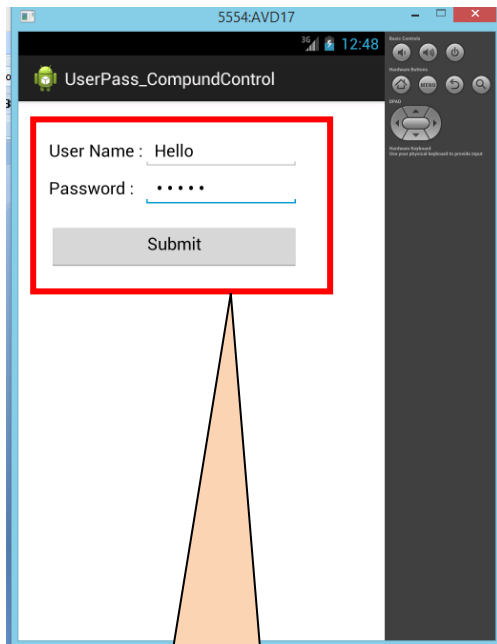 5554:AVD17
3G 12:48
UserPass_CompundControl
User Name : Hello
Password : •••••
Submit
Basic Controls
Hardware Buttons
MENU
DPAD
Hardware Keyboard
Use your physical keyboard to provide input